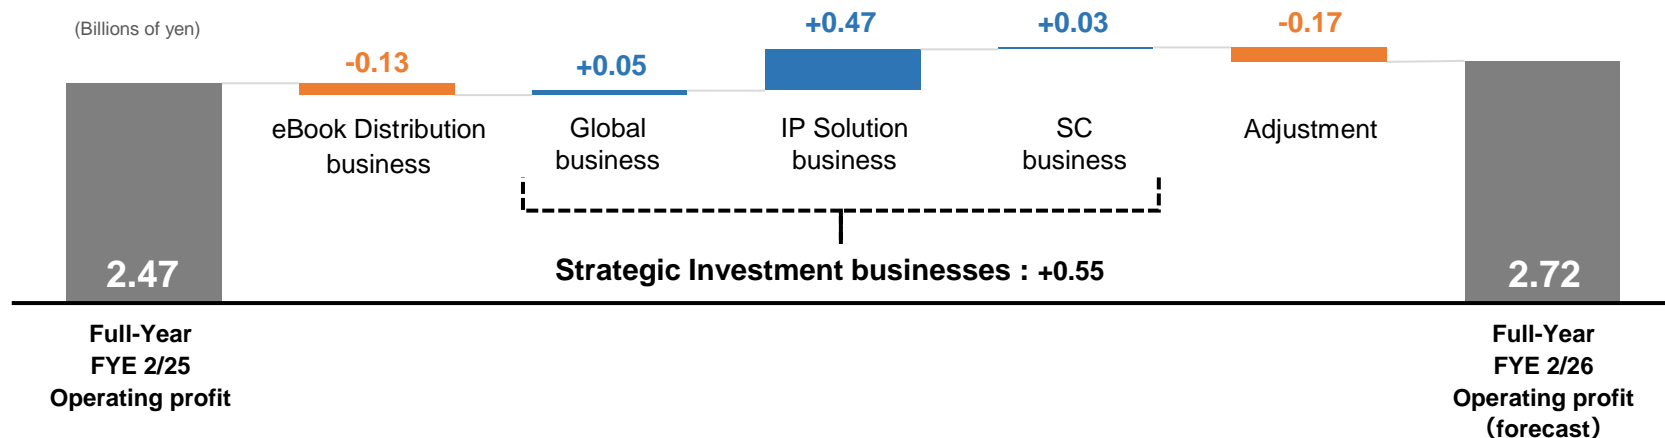 (Billions of yen)
-0.13
+0.05
+0.47
+0.03
-0.17
eBook Distribution
business
Global
business
IP Solution
business
SC
business
Adjustment
Strategic Investment businesses : +0.55
2.47
2.72
Full-Year
FYE 2/25
Operating profit
Full-Year
FYE 2/26
Operating profit
（forecast）